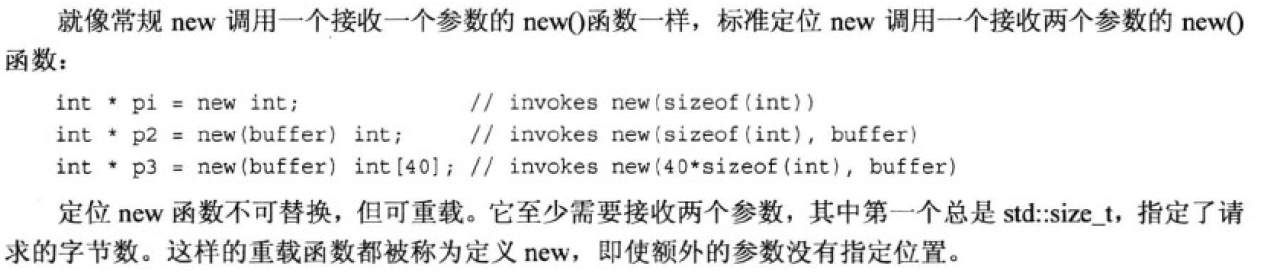 就像常规 new 调用一个接收一个参数的 new()函数一样，标准定位 new 调用一个接收两个参数的 new()
函数：
int * pi = new int; // invokes new(sizeof(int))
int * p2 = new(buffer) int; // invokes new(sizeof(int), buffer)
int * p3 = new(buffer) int[40]; // invokes new(40*sizeof(int), buffer)
定位 new 函数不可替换，但可重载。它至少需要接收两个参数，其中第一个总是 std::size_t，指定了请
求的字节数。这样的重载函数都被称为定义 new，即使额外的参数没有指定位置。